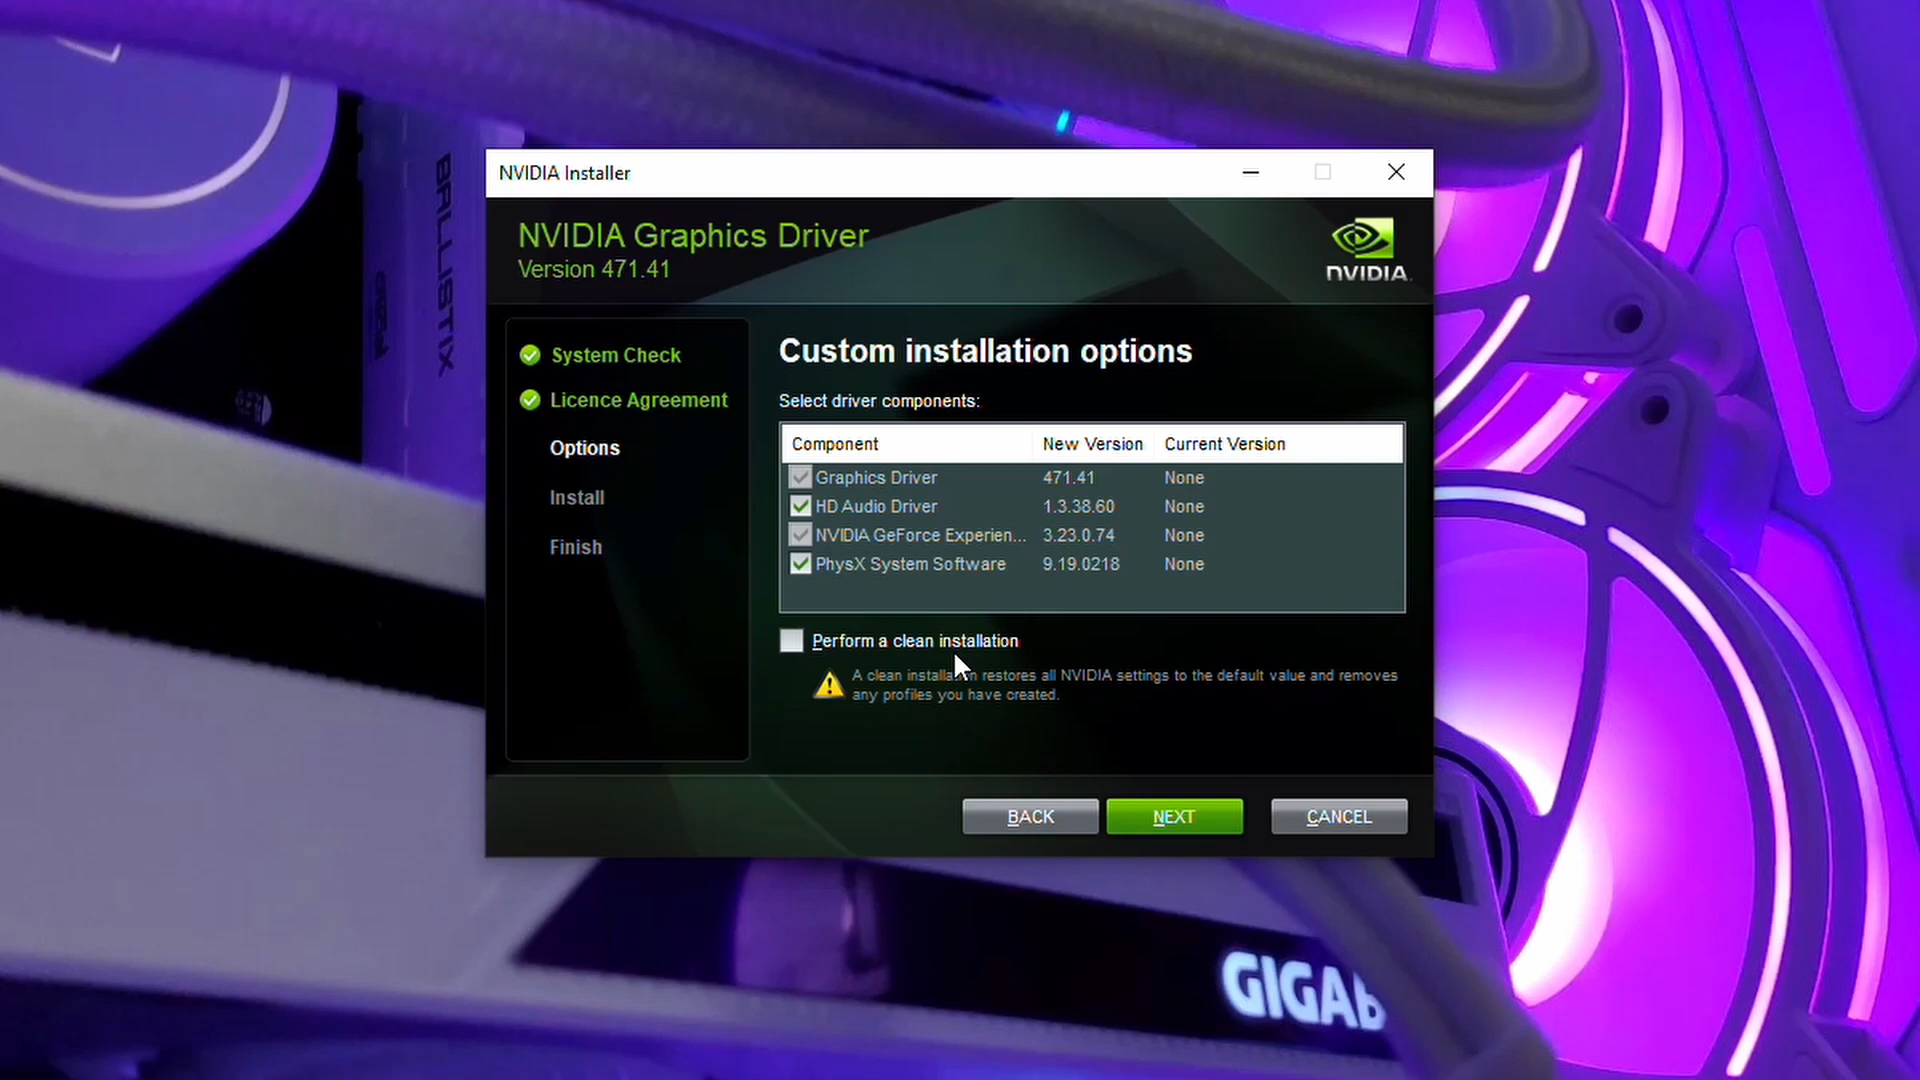 BALLISTIX
NVIDIA Installer
NVIDIA Graphics Driver
Version 471.41
NVIDIA.
System Check
Licence Agreement
Options
Install
Finish
Custom installation options
Select driver components:
Component New Version Current Version
Graphics Driver 471.41 None
HD Audio Driver 1.3.38.60 None
NVIDIA GeForce Experien... 3.23.0.74 None
PhysX System Software 9.19.0218 None
Perform a clean installation
A clean installation restores all NVIDIA settings to the default value and removes
any profiles you have created.
BACK NEXT CANCEL
GIGAb